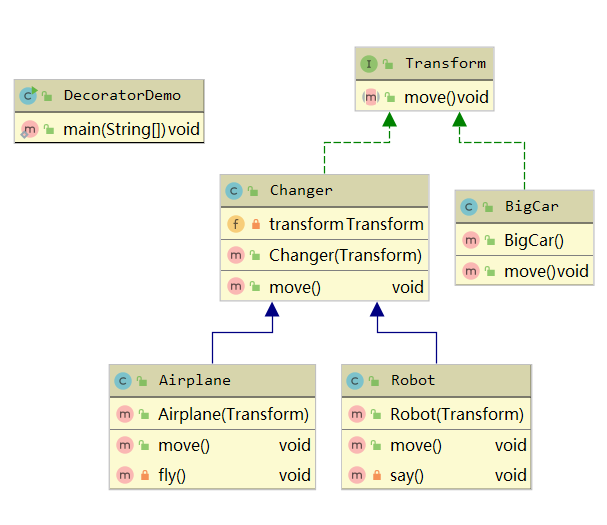 Transform
move() void
DecoratorDemo
main(String[]) void
Changer
transform Transform
Changer(Transform)
move() void
BigCar
BigCar()
move() void
Airplane
Airplane(Transform)
move() void
fly() void
Robot
Robot(Transform)
move() void
say() void